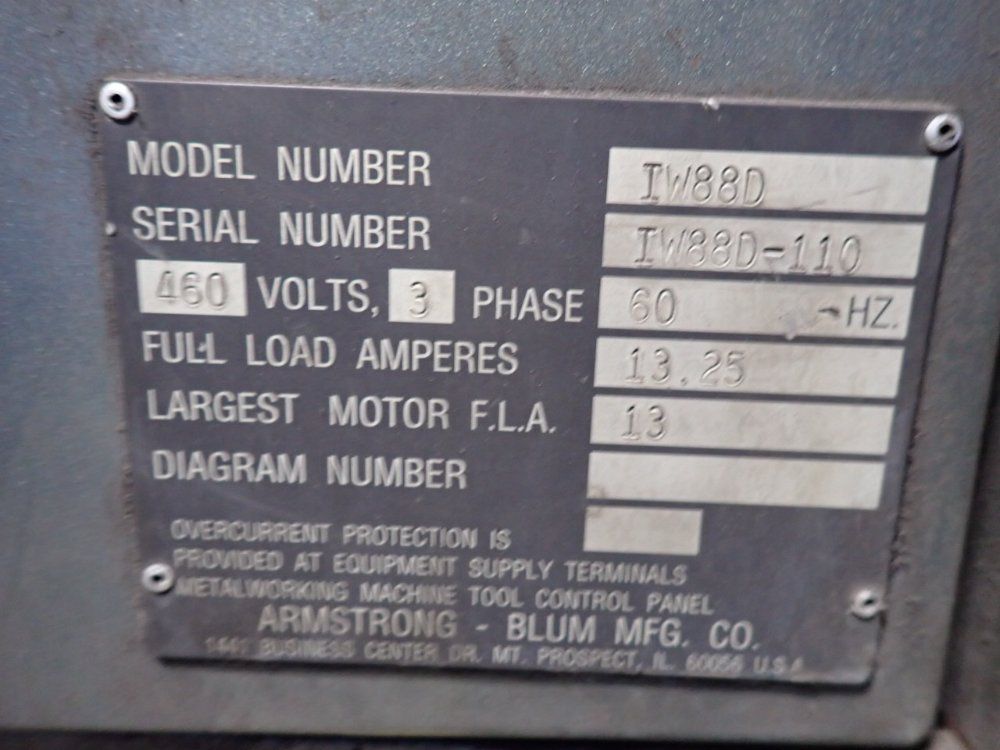 MODEL NUMBER IW88D
SERIAL NUMBER IW88D-110
460 VOLTS, 3 PHASE 60 ~HZ.
FULL LOAD AMPERES 13.25
LARGEST MOTOR F.L.A. 13
DIAGRAM NUMBER
OVERCURRENT PROTECTION IS
PROVIDED AT EQUIPMENT SUPPLY TERMINALS
METALWORKING MACHINE TOOL CONTROL PANEL
ARMSTRONG - BLUM MFG. CO.
1441 BUSINESS CENTER DR. MT. PROSPECT, IL. 60056 U.S.A.